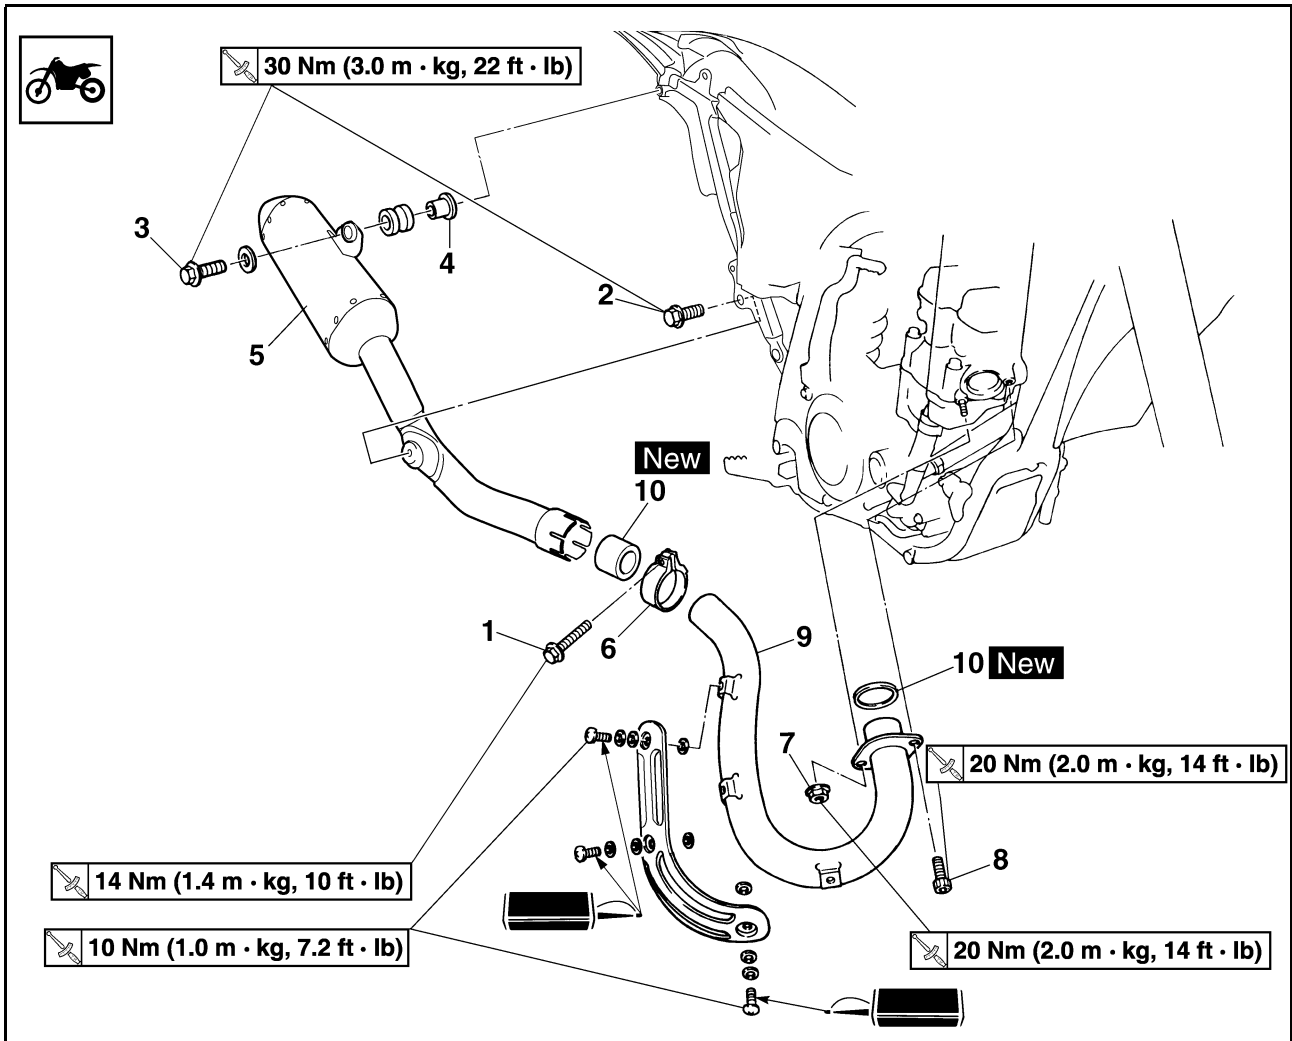 30 Nm (3.0 m · kg, 22 ft · lb)
3
4
2
5
New
10
1
6
9
10 New
7
20 Nm (2.0 m · kg, 14 ft · lb)
8
14 Nm (1.4 m · kg, 10 ft · lb)
10 Nm (1.0 m · kg, 7.2 ft · lb)
20 Nm (2.0 m · kg, 14 ft · lb)